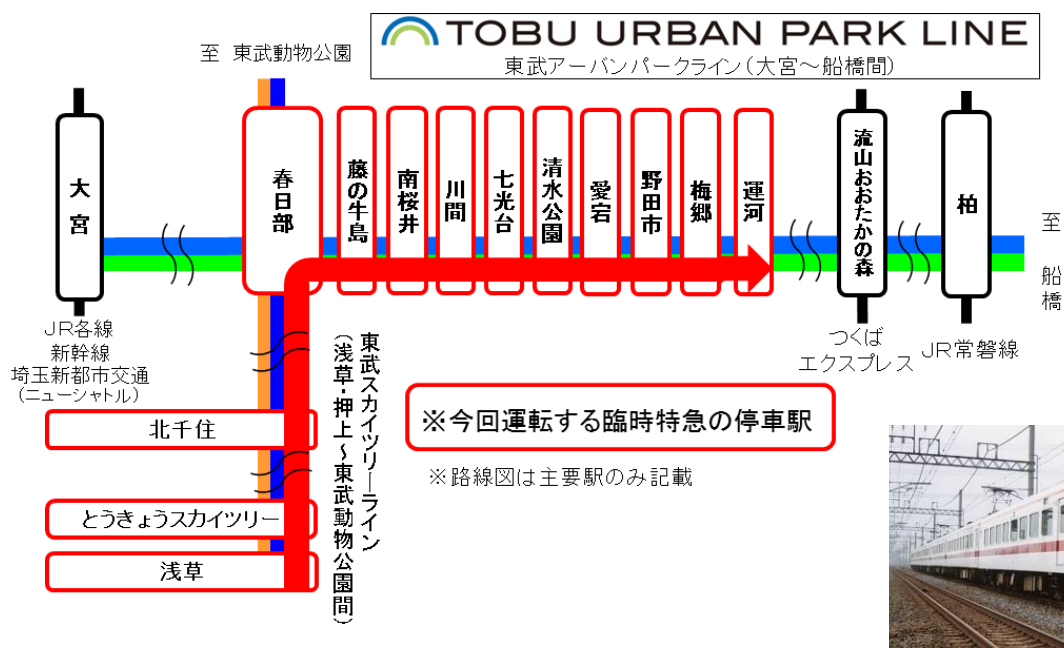 TOBU URBAN PARK LINE
東武アーバンパークライン(大宮～船橋間)
至 東武動物公園
大宮
春日部
藤の牛島
南桜井
川間
七光台
清水公園
愛宕
野田市
梅郷
運河
流山おおたかの森
柏
至 船橋
JR各線
新幹線
埼玉新都市交通
(ニューシャトル)
つくば
エクスプレス
JR常磐線
東武スカイツリーライン
(浅草・押上～東武動物公園間)
北千住
とうきょうスカイツリー
浅草
※今回運転する臨時特急の停車駅
※路線図は主要駅のみ記載